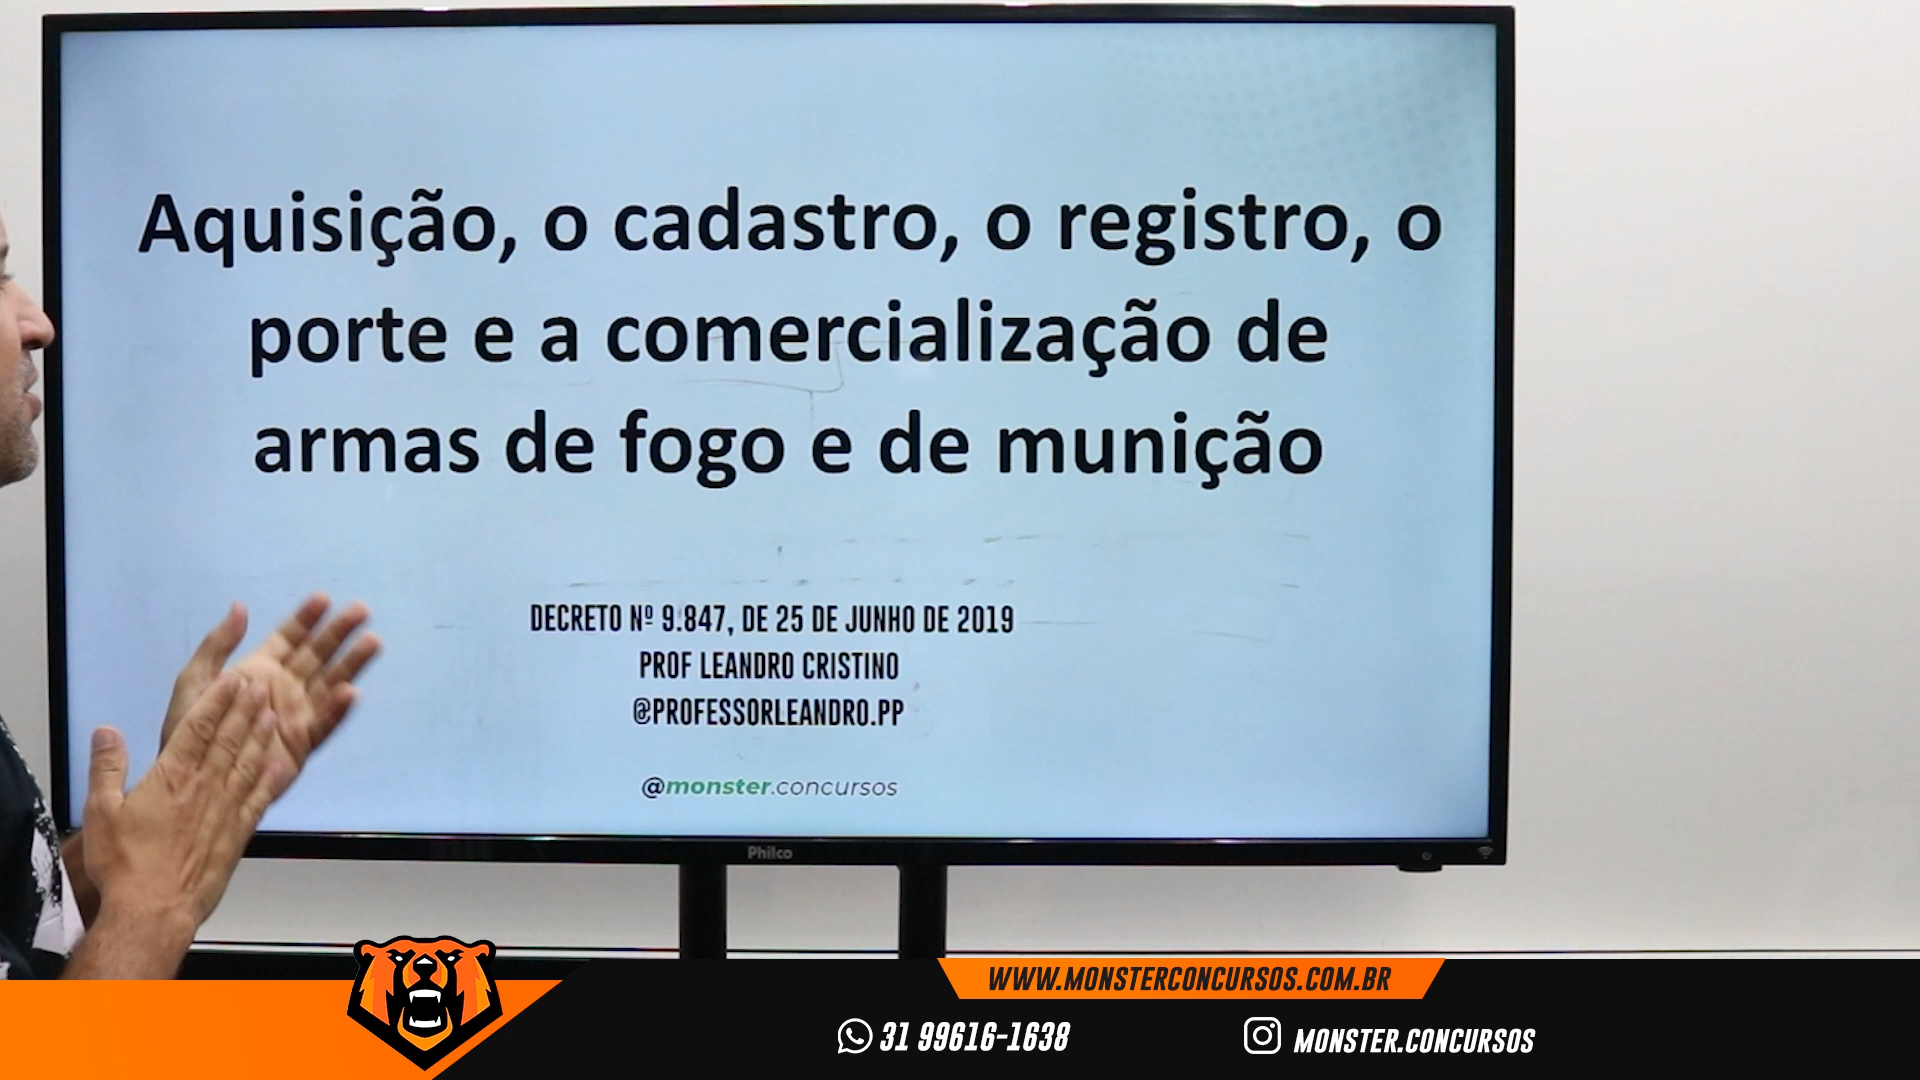 Aquisição, o cadastro, o registro, o
porte e a comercialização de
armas de fogo e de munição
DECRETO Nº 9.847, DE 25 DE JUNHO DE 2019
PROF LEANDRO CRISTINO
@PROFESSORLEANDRO.PP
@monster.concursos
Philco
WWW.MONSTERCONCURSOS.COM.BR
31 99616-1638
MONSTER.CONCURSOS